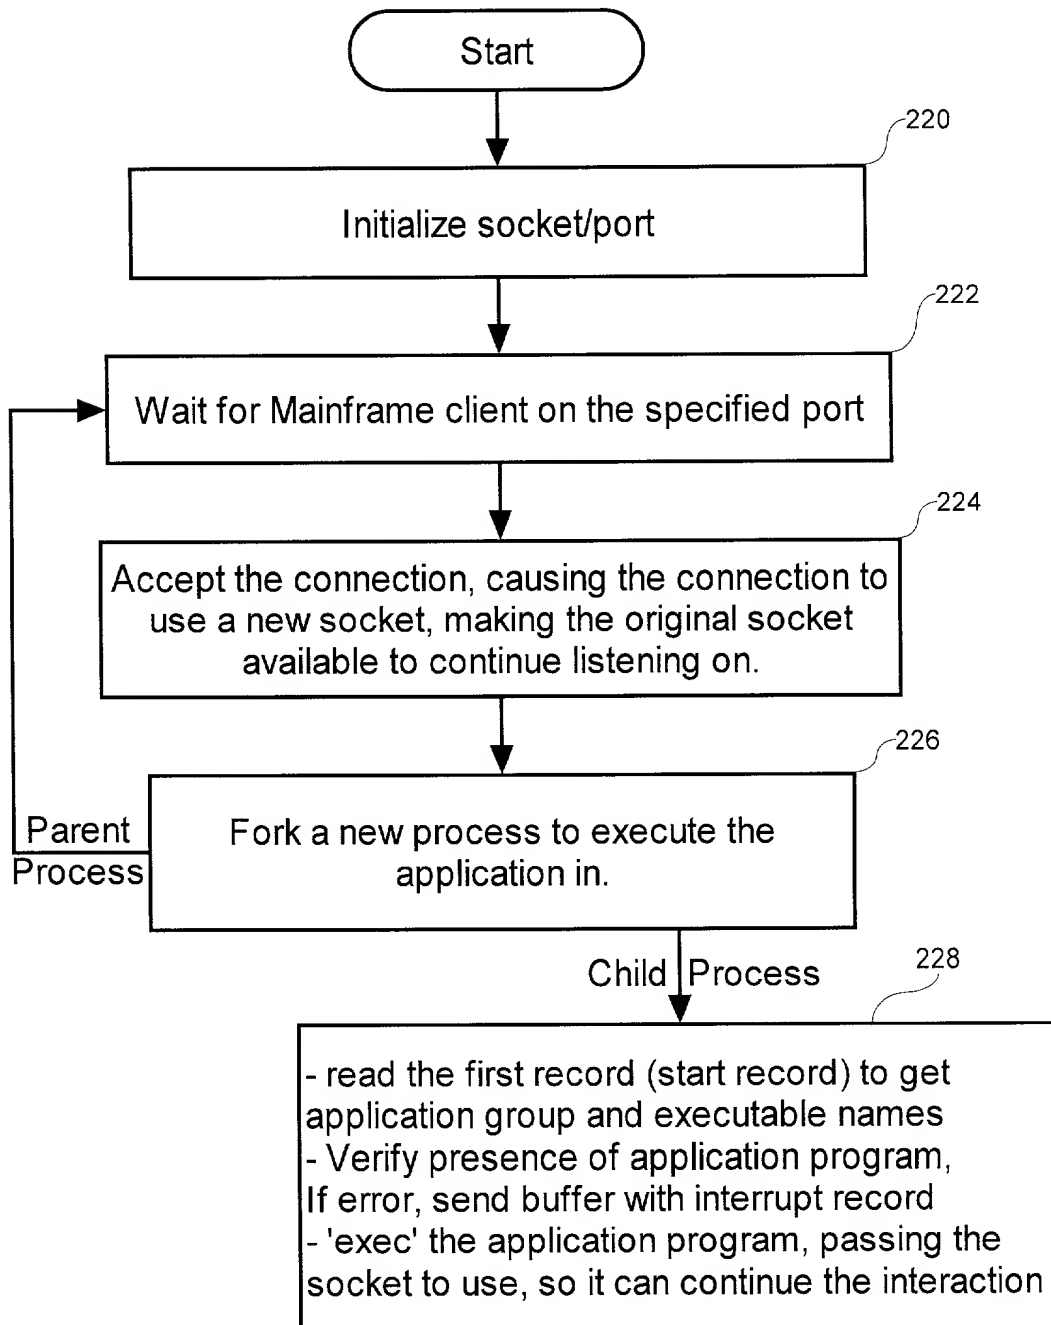 Start
220
Initialize socket/port
222
Wait for Mainframe client on the specified port
224
Accept the connection, causing the connection to
use a new socket, making the original socket
available to continue listening on.
226
Fork a new process to execute the
application in.
Parent
Process
Child Process
228
- read the first record (start record) to get
application group and executable names
- Verify presence of application program,
If error, send buffer with interrupt record
- 'exec' the application program, passing the
socket to use, so it can continue the interaction